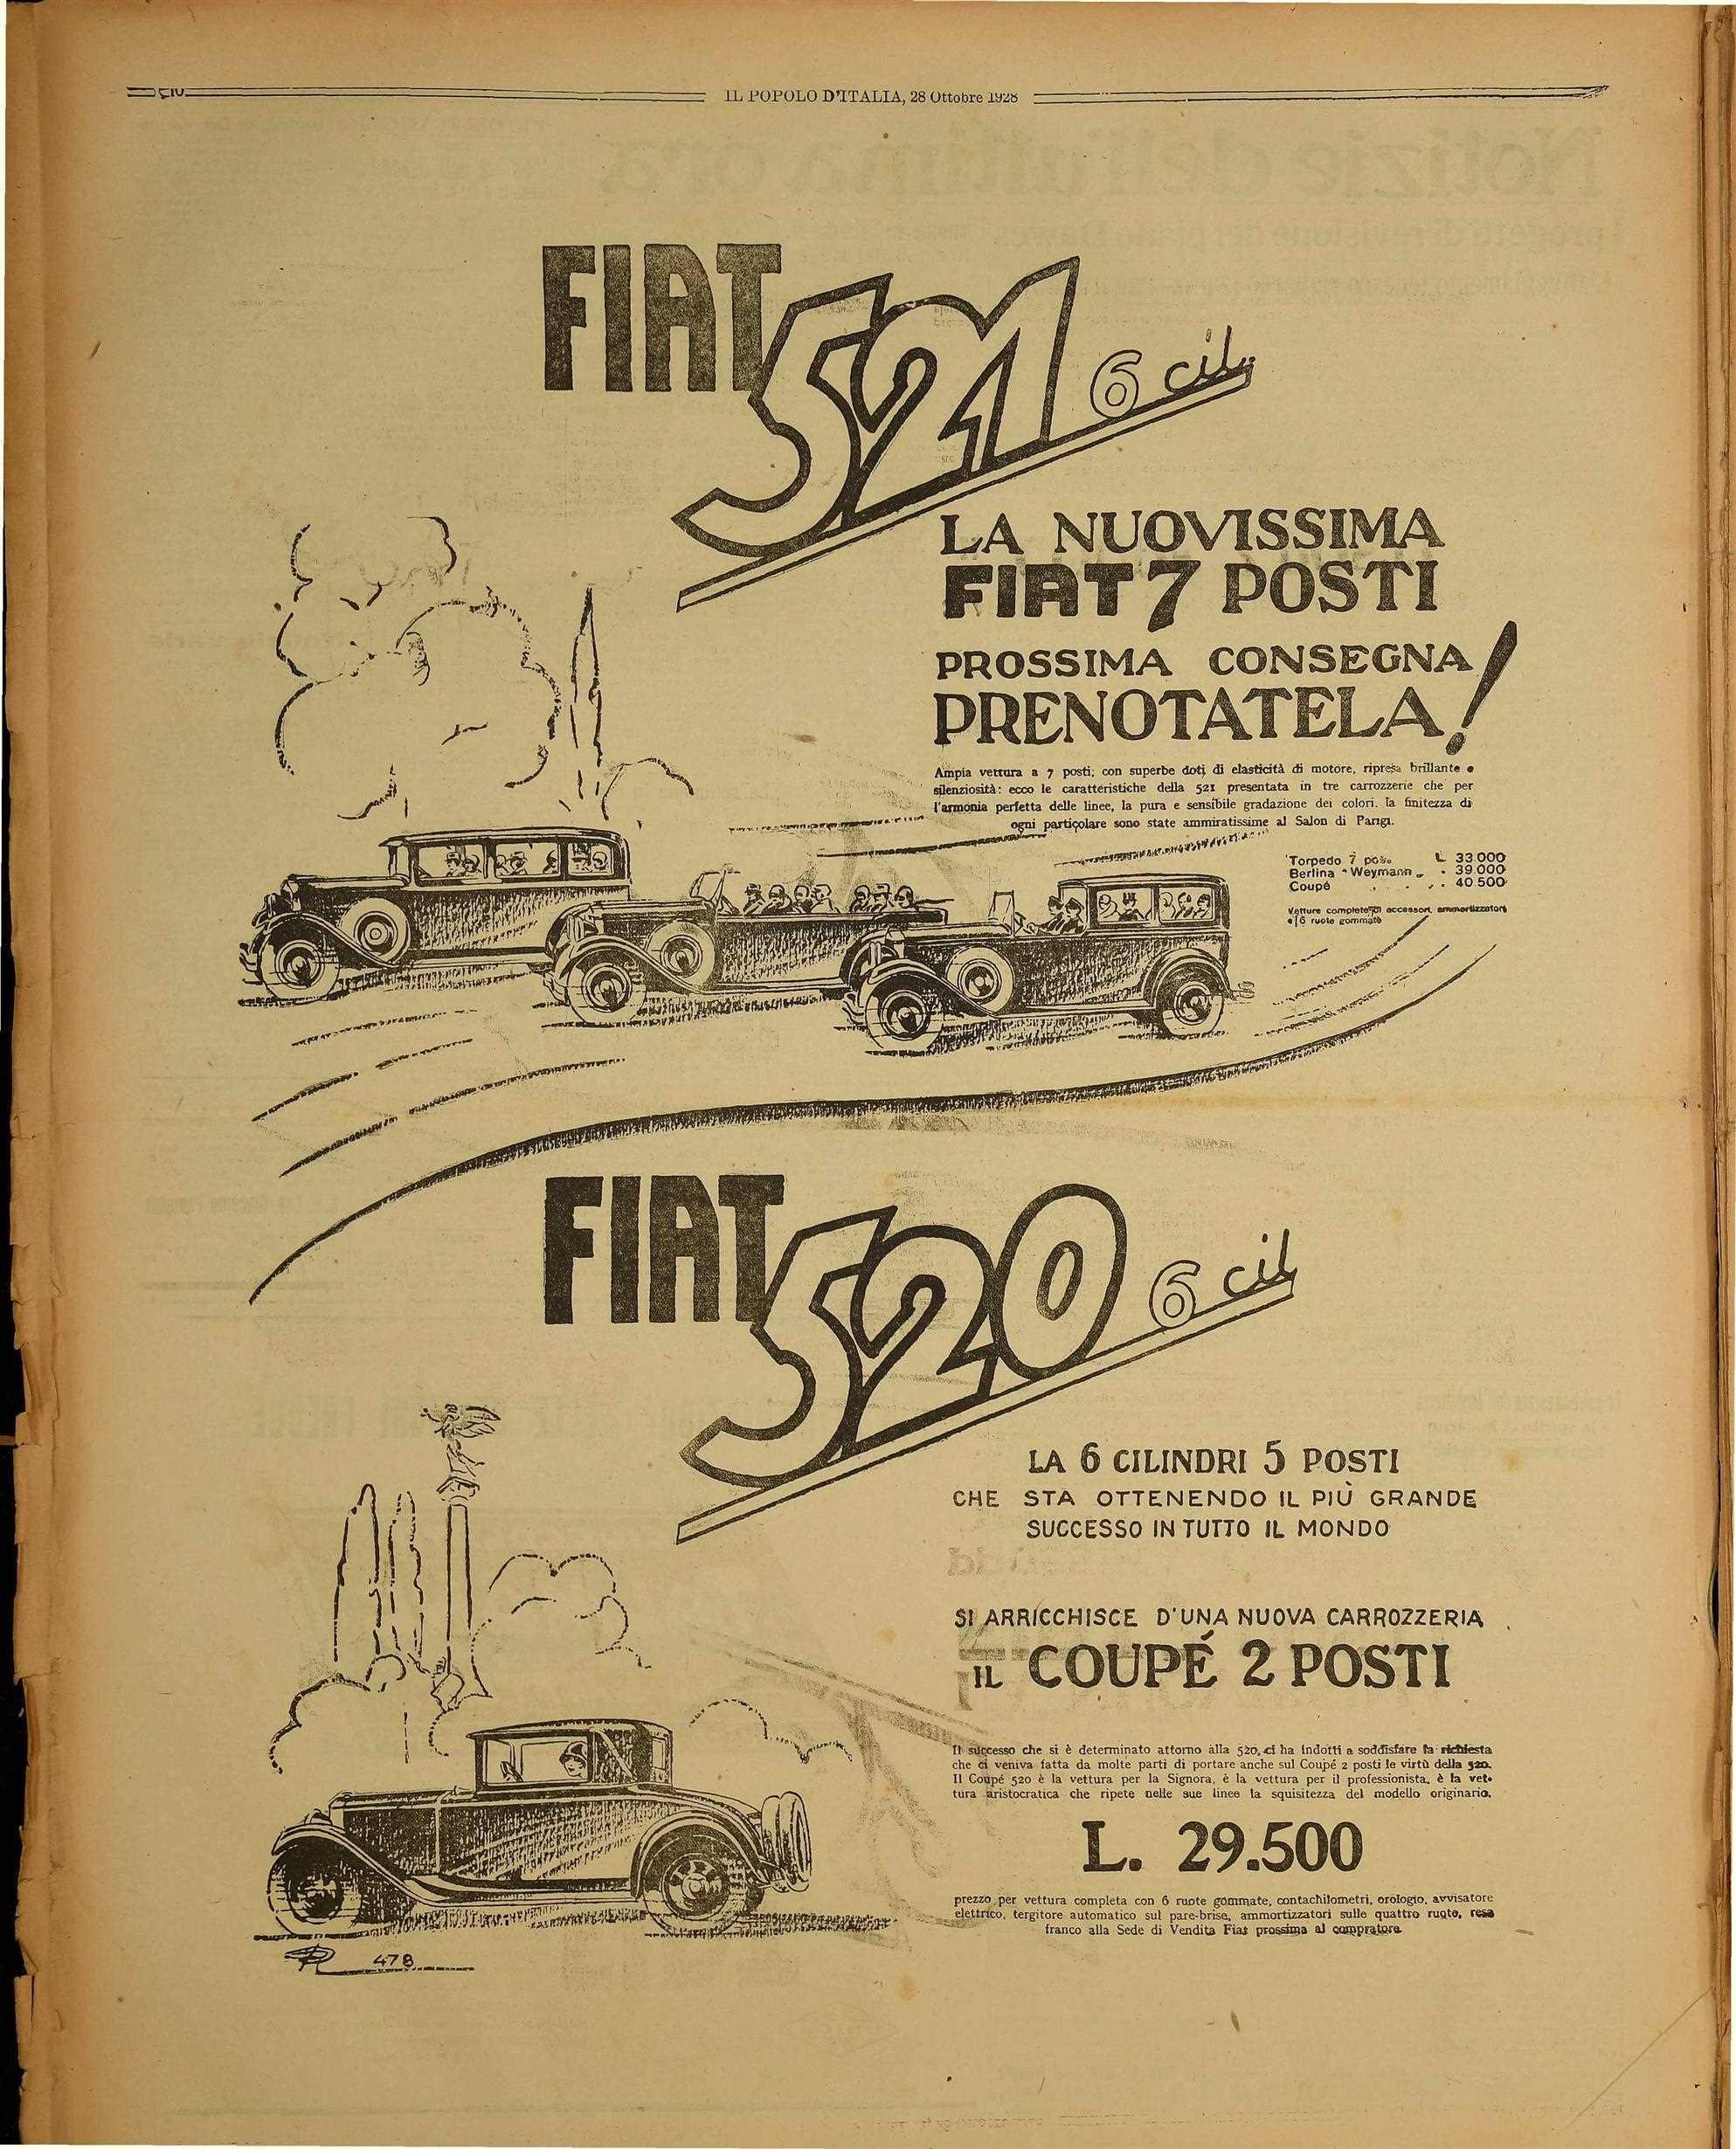 IL POPOLO D'ITALIA, 28 Ottobre 1928
FIAT 521 6 cil.
LA NUOVISSIMA
FIAT 7 POSTI
PROSSIMA CONSEGNA
PRENOTATELA!
Ampia vettura a 7 posti, con superbe doti di elasticità di motore, ripresa brillante e
silenziosità: ecco le caratteristiche della 521 presentata in tre carrozzerie che per
l'armonia perfetta delle linee, la pura e sensibile gradazione dei colori, la finitezza di
ogni particolare sono state ammiratissime al Salon di Parigi.
Torpedo 7 pos. L 33 000
Berlina "Weymann„ . 39.000
Coupé . . . . . 40 500
Vetture complete di accessori, ammortizzatori
e 6 ruote gommate
FIAT 520 6 cil
LA 6 CILINDRI 5 POSTI
CHE STA OTTENENDO IL PIÙ GRANDE
SUCCESSO IN TUTTO IL MONDO
SI ARRICCHISCE D'UNA NUOVA CARROZZERIA
IL COUPÉ 2 POSTI
Il successo che si è determinato attorno alla 520, ci ha indotti a soddisfare la richiesta
che ci veniva fatta da molte parti di portare anche sul Coupé 2 posti le virtù della 520.
Il Coupé 520 è la vettura per la Signora, è la vettura per il professionista, è la vet-
tura aristocratica che ripete nelle sue linee la squisitezza del modello originario.
L. 29.500
prezzo per vettura completa con 6 ruote gommate, contachilometri, orologio, avvisatore
elettrico, tergitore automatico sul pare-brise, ammortizzatori sulle quattro ruote, resa
franco alla Sede di Vendita Fiat prossima al compratore
478